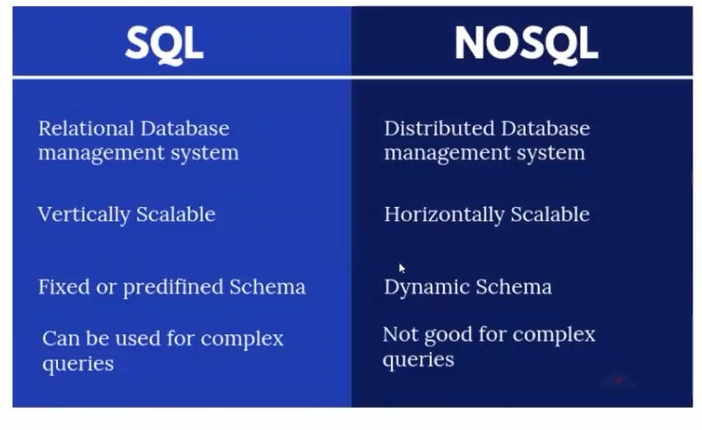 SQL
NOSQL
Relational Database
management system
Distributed Database
management system
Vertically Scalable
Horizontally Scalable
Fixed or predifined Schema
Dynamic Schema
Can be used for complex
queries
Not good for complex
queries